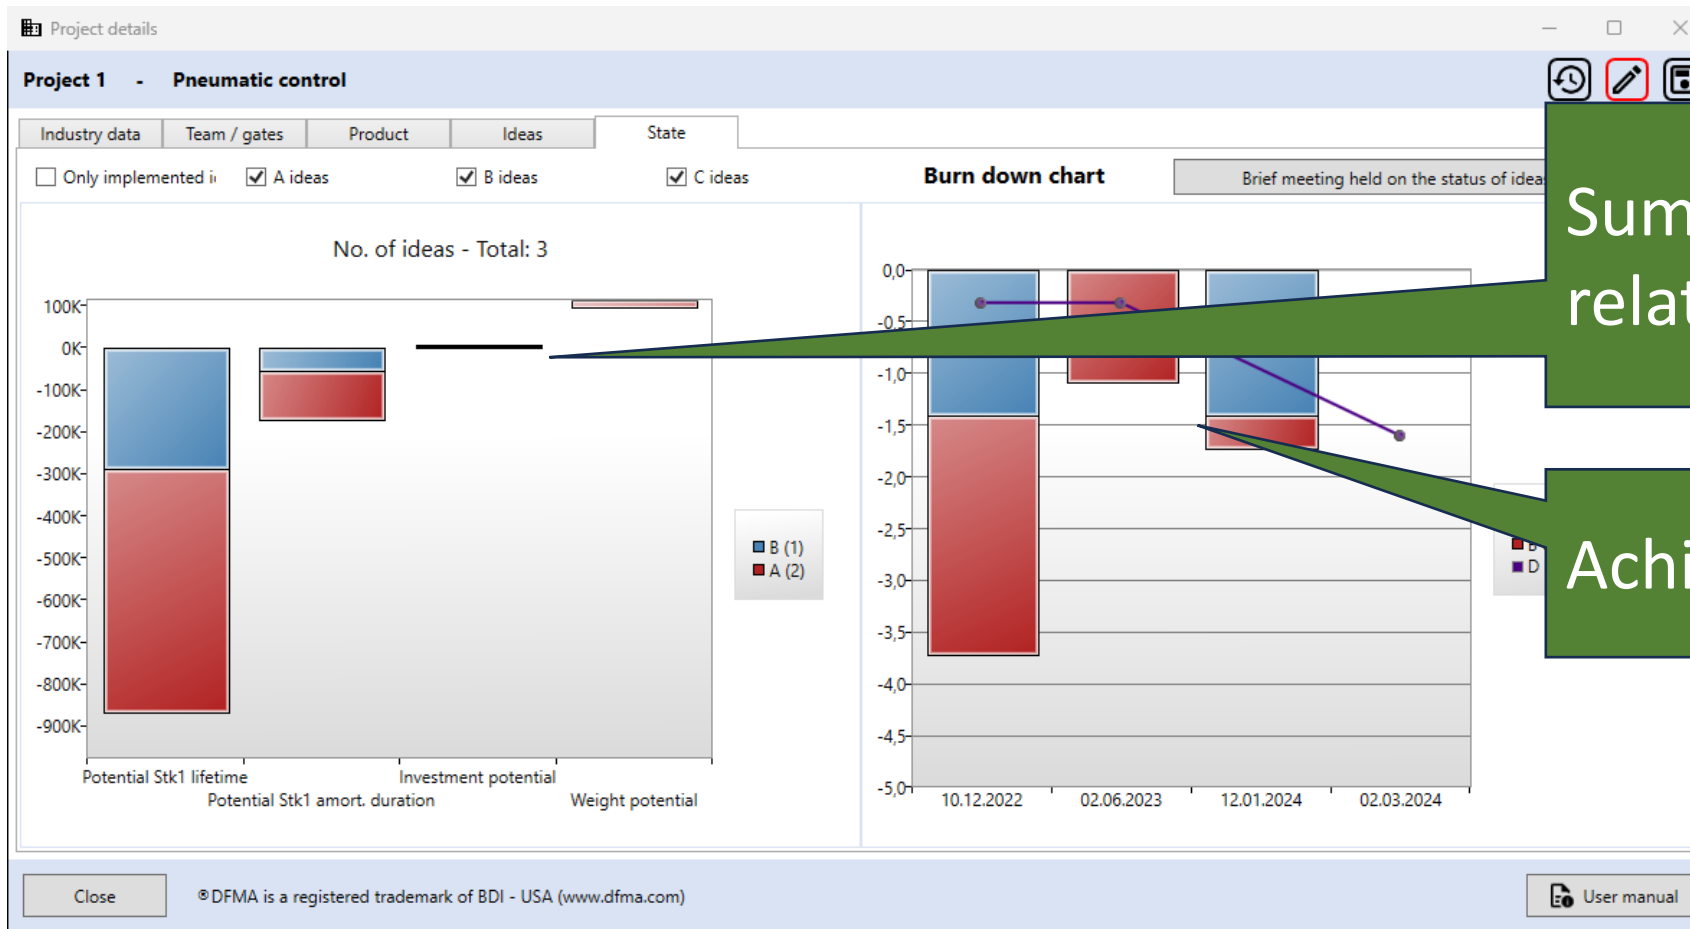 Project details
Project 1 - Pneumatic control
Industry data Team / gates Product Ideas State
Only implemented A ideas B ideas C ideas Burn down chart Brief meeting held on the status of ideas
No. of ideas - Total: 3
100K
0K
-100K
-200K
-300K
-400K
-500K
-600K
-700K
-800K
-900K
Potential Stk1 lifetime
Potential Stk1 amort. duration
Investment potential
Weight potential
B (1)
A (2)
0,0
-0,5
-1,0
-1,5
-2,0
-2,5
-3,0
-3,5
-4,0
-4,5
-5,0
10.12.2022 02.06.2023 12.01.2024 02.03.2024
D
Sum
relat
Achi
Close ® DFMA is a registered trademark of BDI - USA (www.dfma.com) User manual